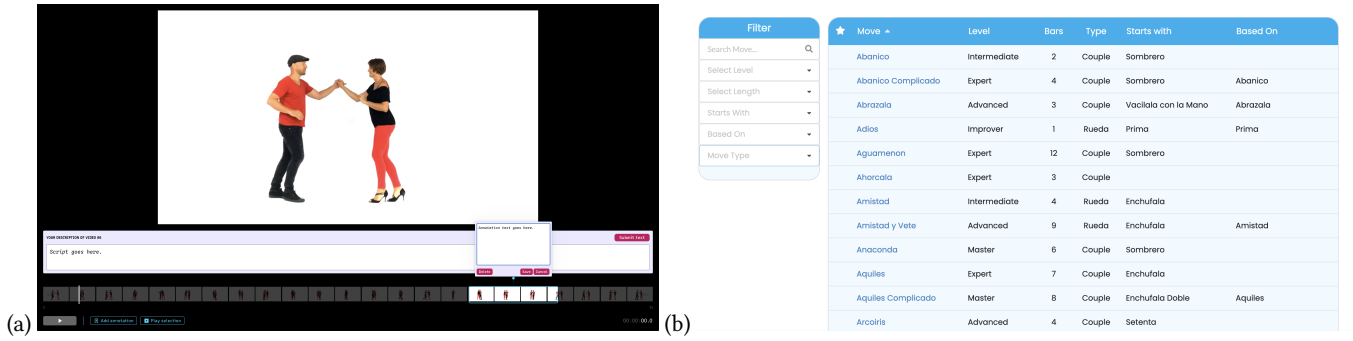 YOUR DESCRIPTION OF VIDEO #6
Submit text
Script goes here.
Annotation text goes here.
Delete
Save
Cancel
Add annotation
Play selection
00:00:00.0
(a)
(b)
Filter
Search Move...
Select Level
Select Length
Starts With
Based On
Move Type
Move Level Bars Type Starts with Based On
Abanico Intermediate 2 Couple Sombrero
Abanico Complicado Expert 4 Couple Sombrero Abanico
Abrazala Advanced 3 Couple Vacilala con la Mano Abrazala
Adios Improver 1 Rueda Prima Prima
Aguamenon Expert 12 Couple Sombrero
Ahorcala Expert 3 Couple
Amistad Intermediate 4 Rueda Enchufala
Amistad y Vete Advanced 9 Rueda Enchufala Amistad
Anaconda Master 6 Couple Sombrero
Aquiles Expert 7 Couple Enchufala
Aquiles Complicado Master 8 Couple Enchufala Doble Aquiles
Arcoiris Advanced 4 Couple Setenta